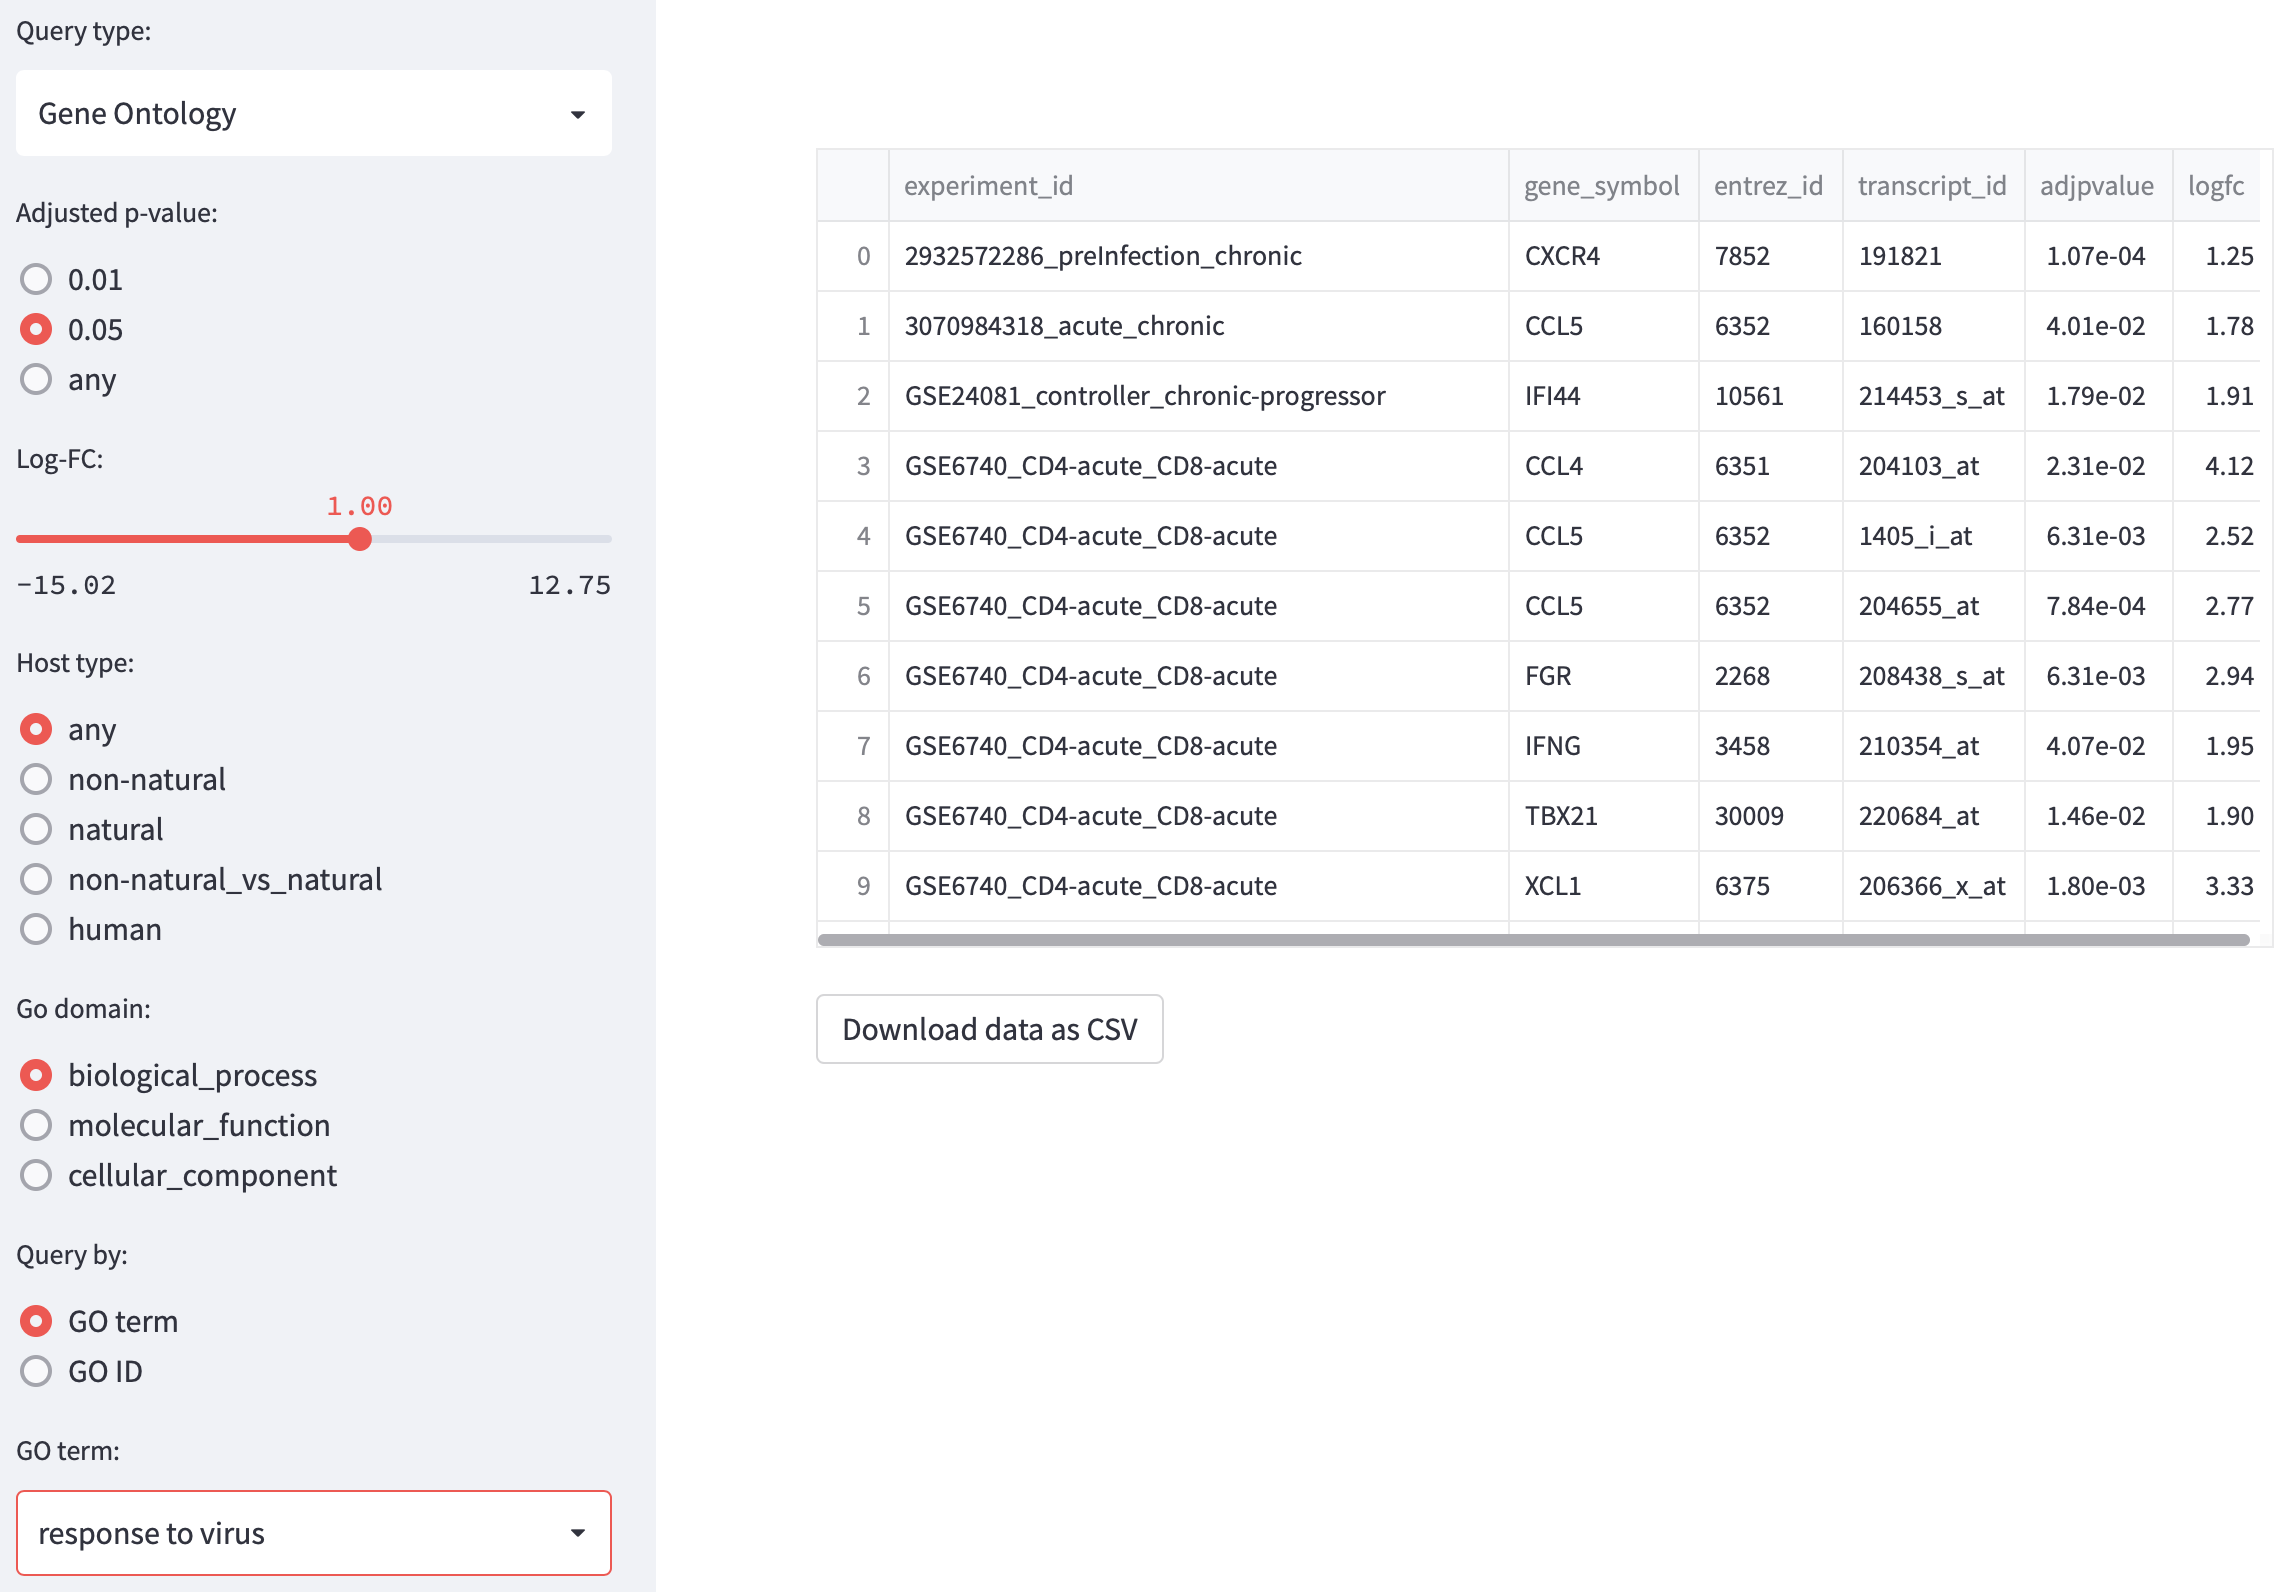 Query type:
Gene Ontology
Adjusted p-value:
0.01
0.05
any
Log-FC:
1.00
-15.02 12.75
Host type:
any
non-natural
natural
non-natural_vs_natural
human
Go domain:
biological_process
molecular_function
cellular_component
Query by:
GO term
GO ID
GO term:
response to virus
experiment_id gene_symbol entrez_id transcript_id adjpvalue logfc
0 2932572286_preInfection_chronic CXCR4 7852 191821 1.07e-04 1.25
1 3070984318_acute_chronic CCL5 6352 160158 4.01e-02 1.78
2 GSE24081_controller_chronic-progressor IFI44 10561 214453_s_at 1.79e-02 1.91
3 GSE6740_CD4-acute_CD8-acute CCL4 6351 204103_at 2.31e-02 4.12
4 GSE6740_CD4-acute_CD8-acute CCL5 6352 1405_i_at 6.31e-03 2.52
5 GSE6740_CD4-acute_CD8-acute CCL5 6352 204655_at 7.84e-04 2.77
6 GSE6740_CD4-acute_CD8-acute FGR 2268 208438_s_at 6.31e-03 2.94
7 GSE6740_CD4-acute_CD8-acute IFNG 3458 210354_at 4.07e-02 1.95
8 GSE6740_CD4-acute_CD8-acute TBX21 30009 220684_at 1.46e-02 1.90
9 GSE6740_CD4-acute_CD8-acute XCL1 6375 206366_x_at 1.80e-03 3.33
Download data as CSV